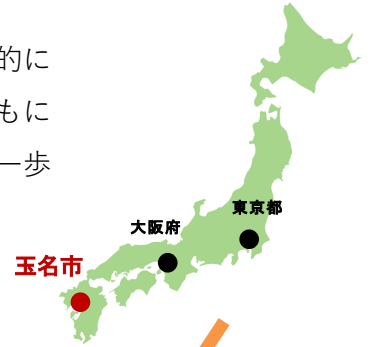 的に
もに
一歩
東京都
大阪府
玉名市